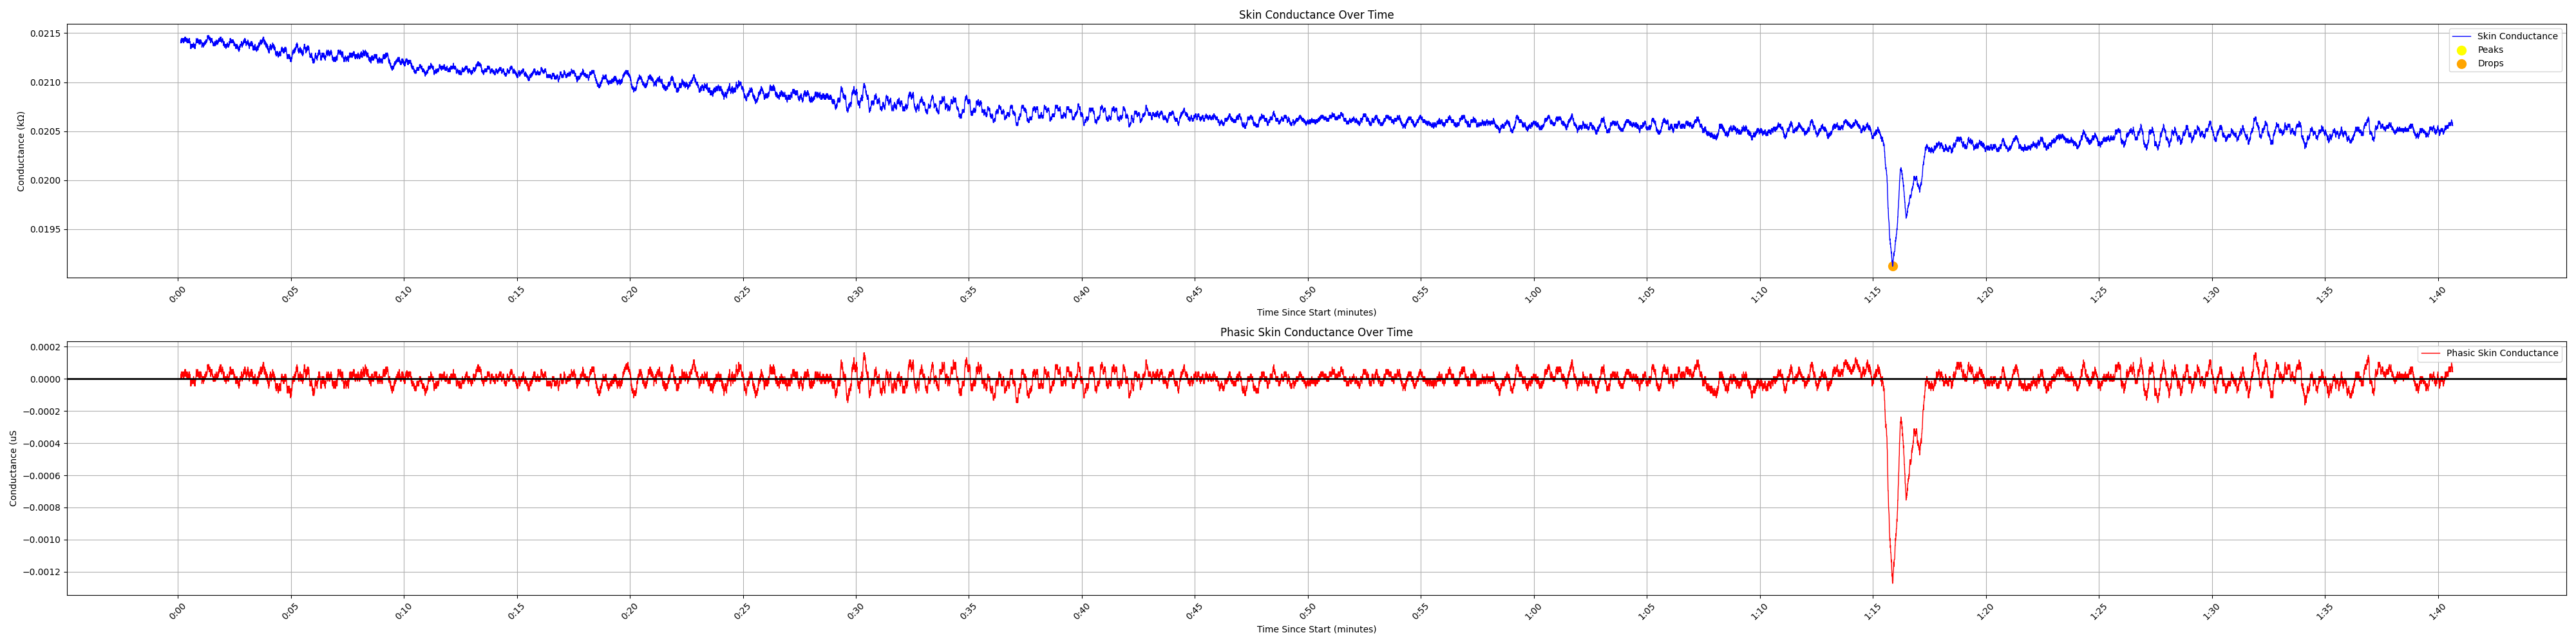 Skin Conductance Over Time
Conductance (kΩ)
0.0215
0.0210
0.0205
0.0200
0.0195
Skin Conductance
Peaks
Drops
0:00 0:05 0:10 0:15 0:20 0:25 0:30 0:35 0:40 0:45 0:50 0:55 1:00 1:05 1:10 1:15 1:20 1:25 1:30 1:35 1:40
Time Since Start (minutes)
Phasic Skin Conductance Over Time
Conductance (uS
0.0002
0.0000
−0.0002
−0.0004
−0.0006
−0.0008
−0.0010
−0.0012
Phasic Skin Conductance
0:00 0:05 0:10 0:15 0:20 0:25 0:30 0:35 0:40 0:45 0:50 0:55 1:00 1:05 1:10 1:15 1:20 1:25 1:30 1:35 1:40
Time Since Start (minutes)